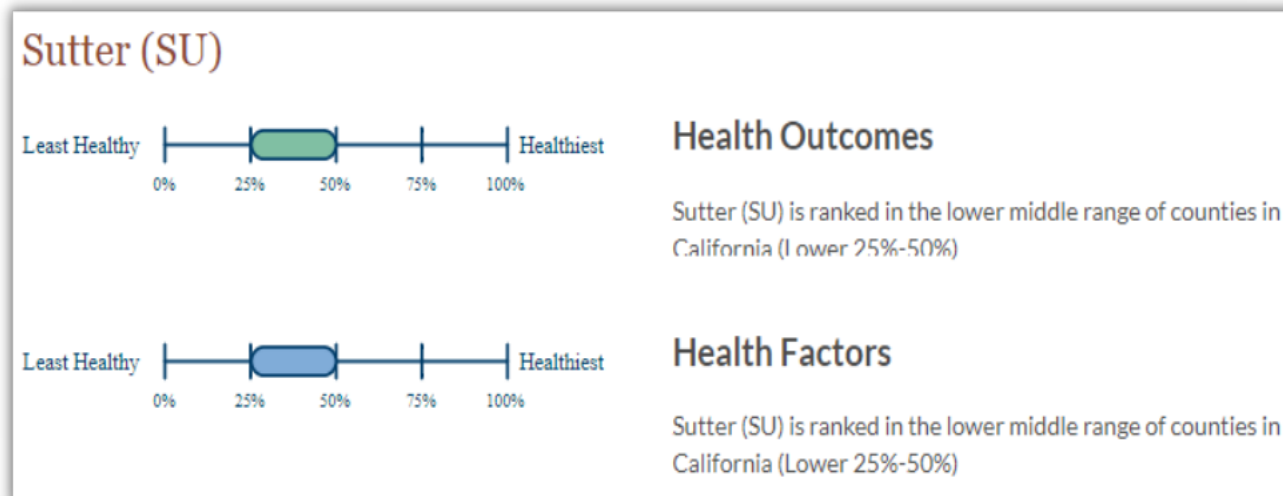 Sutter (SU)
Least Healthy
Healthiest
0% 25% 50% 75% 100%
Health Outcomes
Sutter (SU) is ranked in the lower middle range of counties in
California (Lower 25%-50%)
Least Healthy
Healthiest
0% 25% 50% 75% 100%
Health Factors
Sutter (SU) is ranked in the lower middle range of counties in
California (Lower 25%-50%)